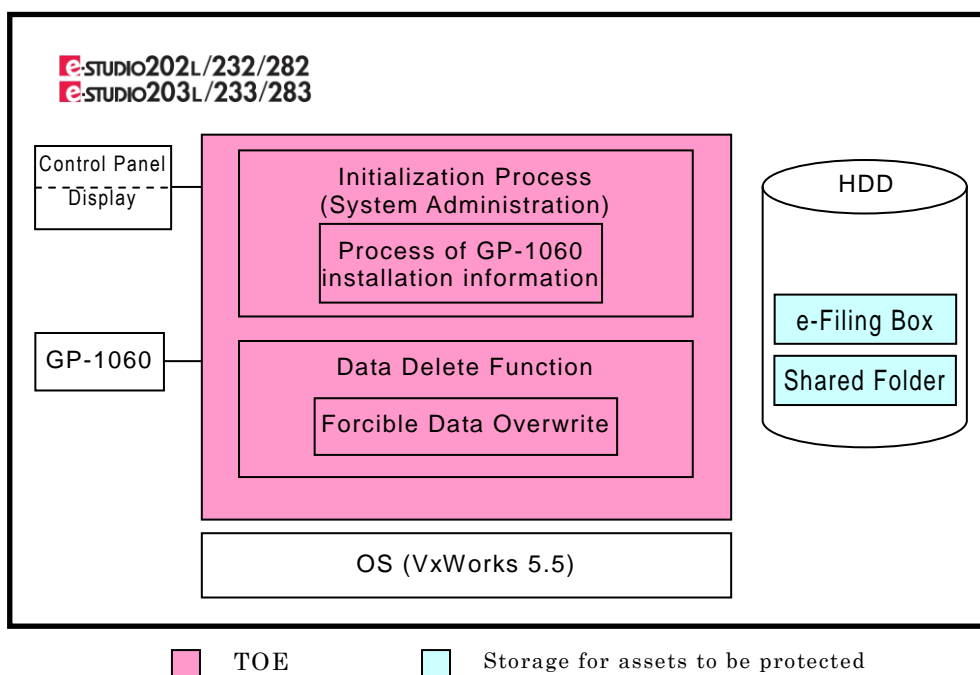 e-STUDIO202L/232/282
e-STUDIO203L/233/283
Control Panel
Display
Initialization Process
(System Administration)
Process of GP-1060
installation information
HDD
e-Filing Box
Shared Folder
GP-1060
Data Delete Function
Forcible Data Overwrite
OS (VxWorks 5.5)
TOE
Storage for assets to be protected